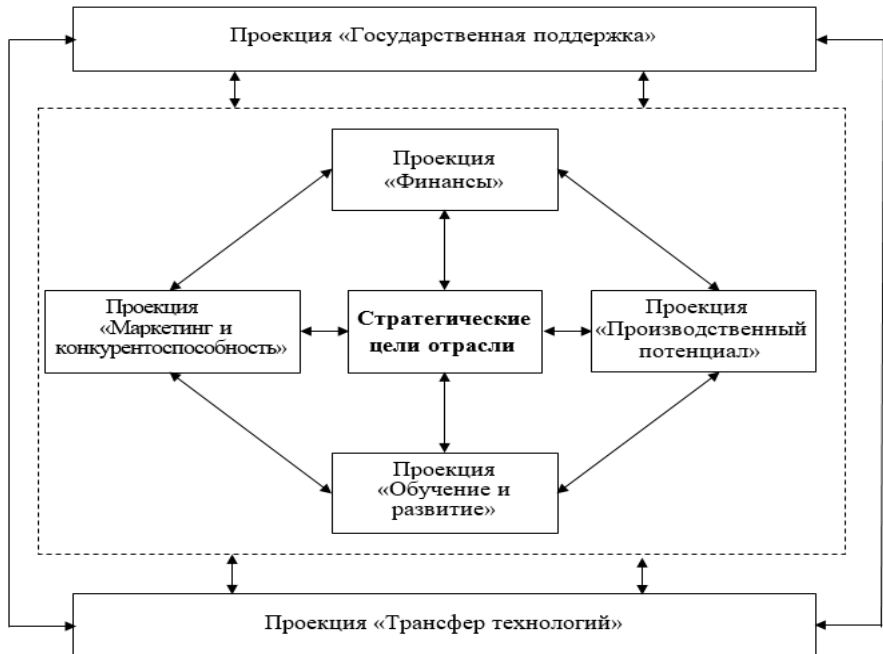 Проекция «Государственная поддержка»
Проекция
«Финансы»
Проекция
«Маркетинг и
конкурентоспособность»
Стратегические
цели отрасли
Проекция
«Производственный
потенциал»
Проекция
«Обучение и
развитие»
Проекция «Трансфер технологий»